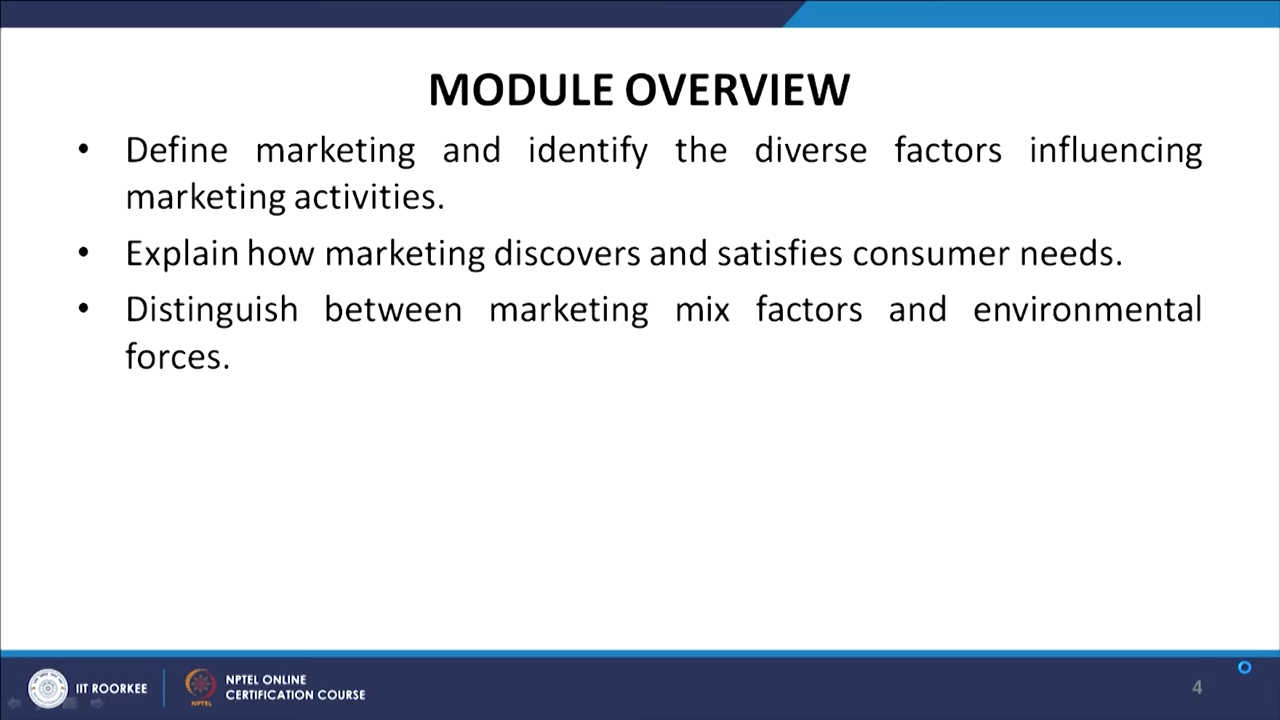 MODULE OVERVIEW
• Define marketing and identify the diverse factors influencing
marketing activities.
• Explain how marketing discovers and satisfies consumer needs.
• Distinguish between marketing mix factors and environmental
forces.
IIT ROORKEE
NPTEL
NPTEL ONLINE
CERTIFICATION COURSE
4